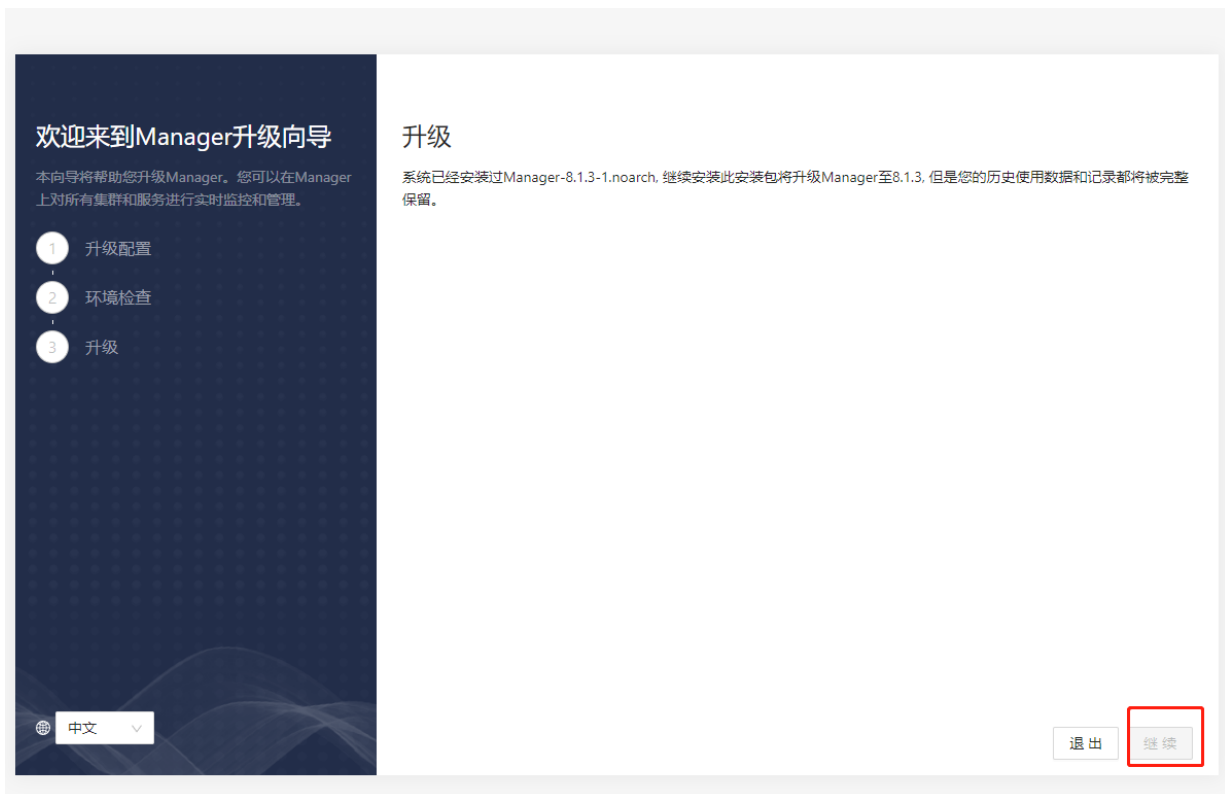 欢迎来到Manager升级向导
本向导将帮助您升级Manager。您可以在Manager
上对所有集群和服务进行实时监控和管理。
1 升级配置
2 环境检查
3 升级
中文
升级
系统已经安装过Manager-8.1.3-1.noarch, 继续安装此安装包将升级Manager至8.1.3, 但是您的历史使用数据和记录都将被完整
保留。
退出 继续